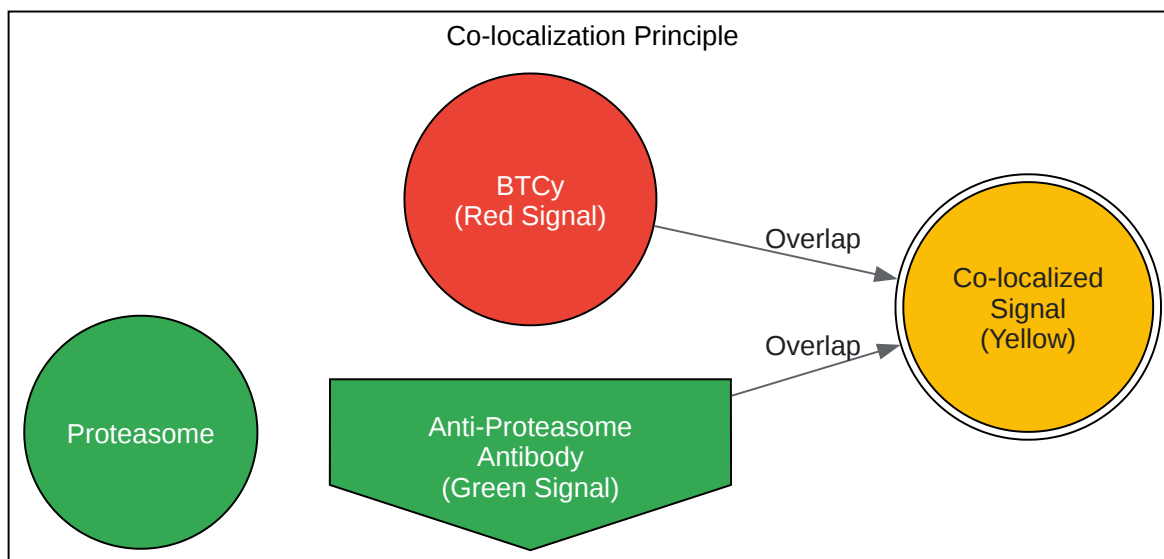 Co-localization Principle
BTCy
(Red Signal)
Overlap
Co-localized
Signal
(Yellow)
Overlap
Proteasome
Anti-Proteasome
Antibody
(Green Signal)